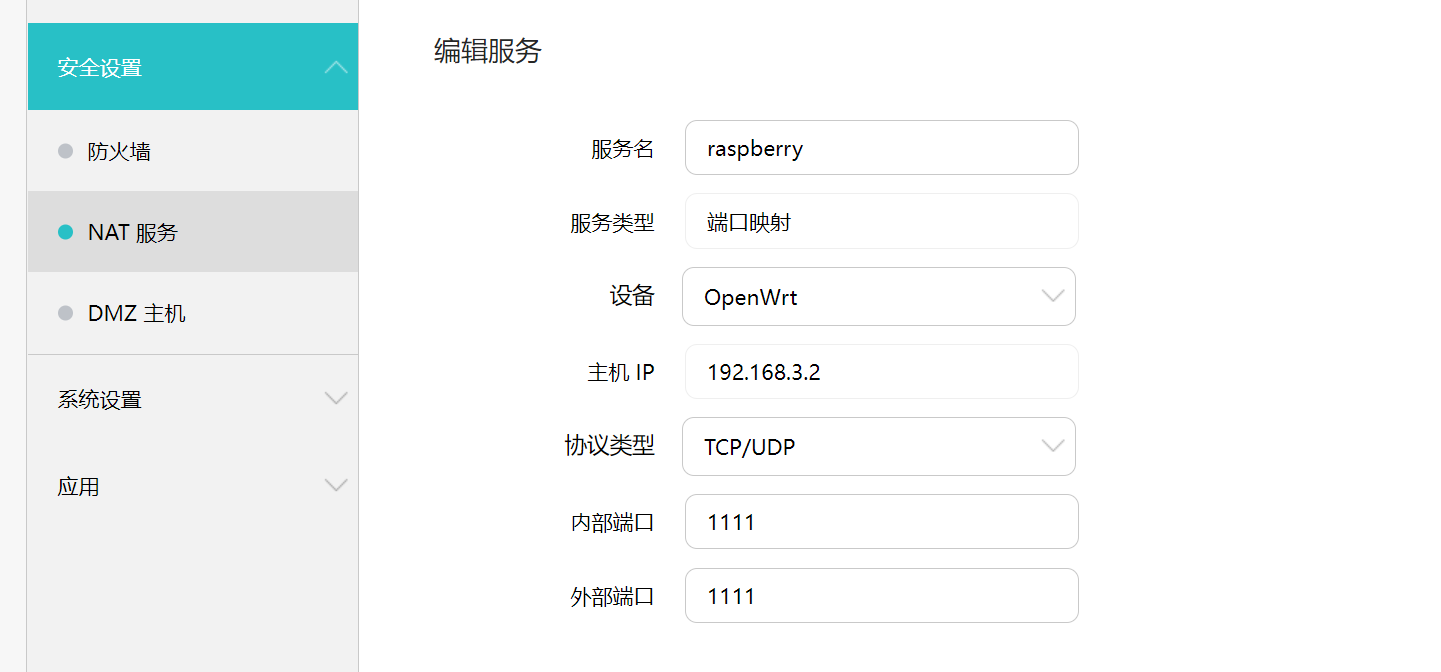 安全设置
防火墙
NAT 服务
DMZ 主机
系统设置
应用
编辑服务
服务名 raspberry
服务类型 端口映射
设备 OpenWrt
主机 IP 192.168.3.2
协议类型 TCP/UDP
内部端口 1111
外部端口 1111